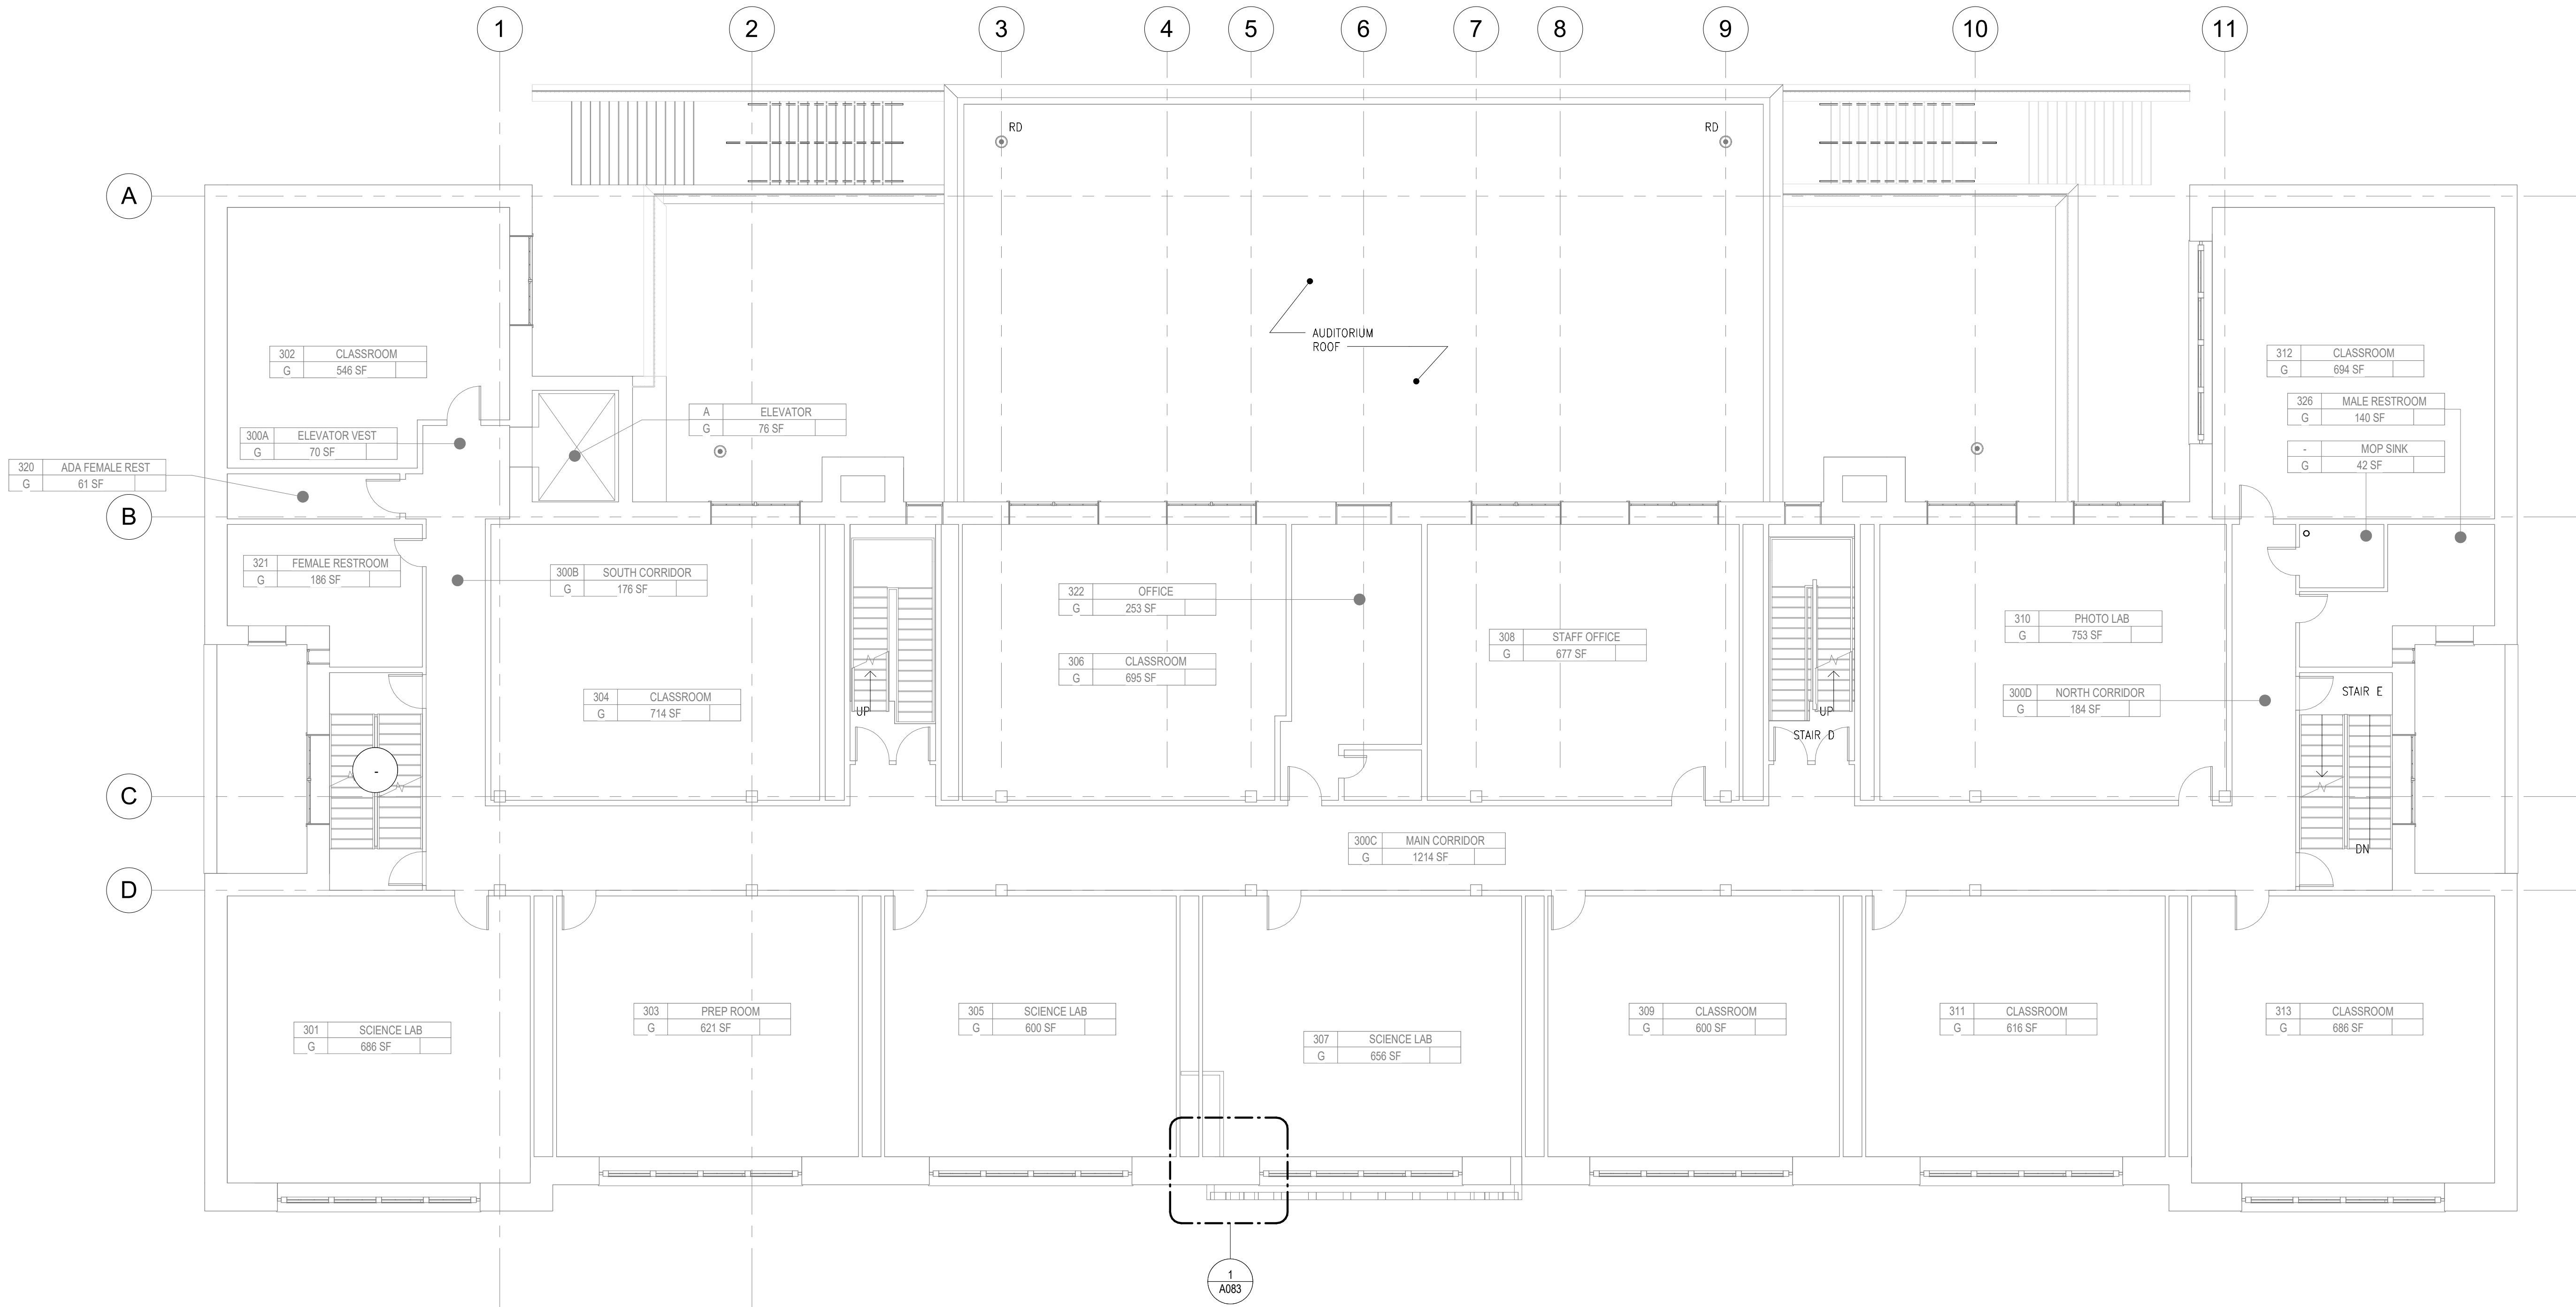 1 2 3 4 5 6 7 8 9 10 11
RD RD
A
AUDITORIUM
ROOF
302 CLASSROOM
G 546 SF
312 CLASSROOM
G 694 SF
326 MALE RESTROOM
G 140 SF
A ELEVATOR
G 76 SF
300A ELEVATOR VEST
G 70 SF
- MOP SINK
G 42 SF
320 ADA FEMALE REST
G 61 SF
B
321 FEMALE RESTROOM
G 186 SF
300B SOUTH CORRIDOR
G 176 SF
322 OFFICE
G 253 SF
308 STAFF OFFICE
G 677 SF
310 PHOTO LAB
G 753 SF
306 CLASSROOM
G 695 SF
304 CLASSROOM
G 714 SF
300D NORTH CORRIDOR
G 184 SF
STAIR E
UP
UP
STAIR D
-
C
300C MAIN CORRIDOR
G 1214 SF
DN
D
301 SCIENCE LAB
G 686 SF
303 PREP ROOM
G 621 SF
305 SCIENCE LAB
G 600 SF
307 SCIENCE LAB
G 656 SF
309 CLASSROOM
G 600 SF
311 CLASSROOM
G 616 SF
313 CLASSROOM
G 686 SF
1
A083